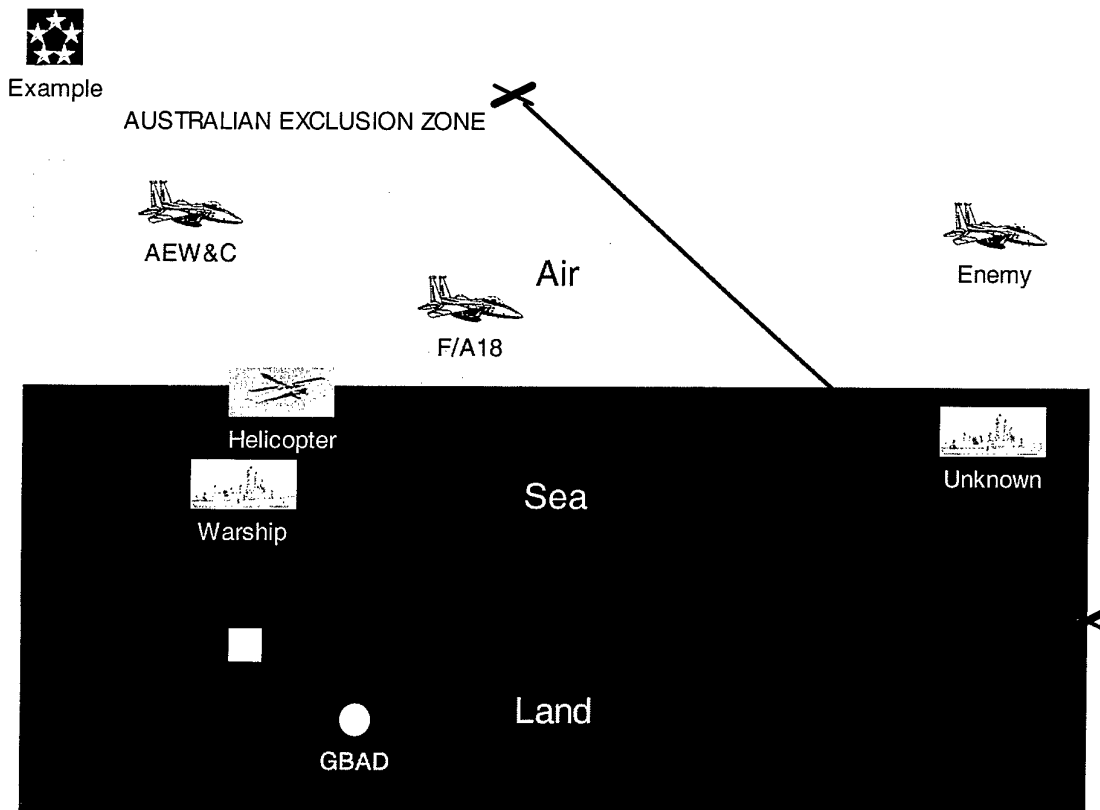 Example
AUSTRALIAN EXCLUSION ZONE
AEW&C
Air
Enemy
F/A18
Helicopter
Unknown
Sea
Warship
Land
GBAD